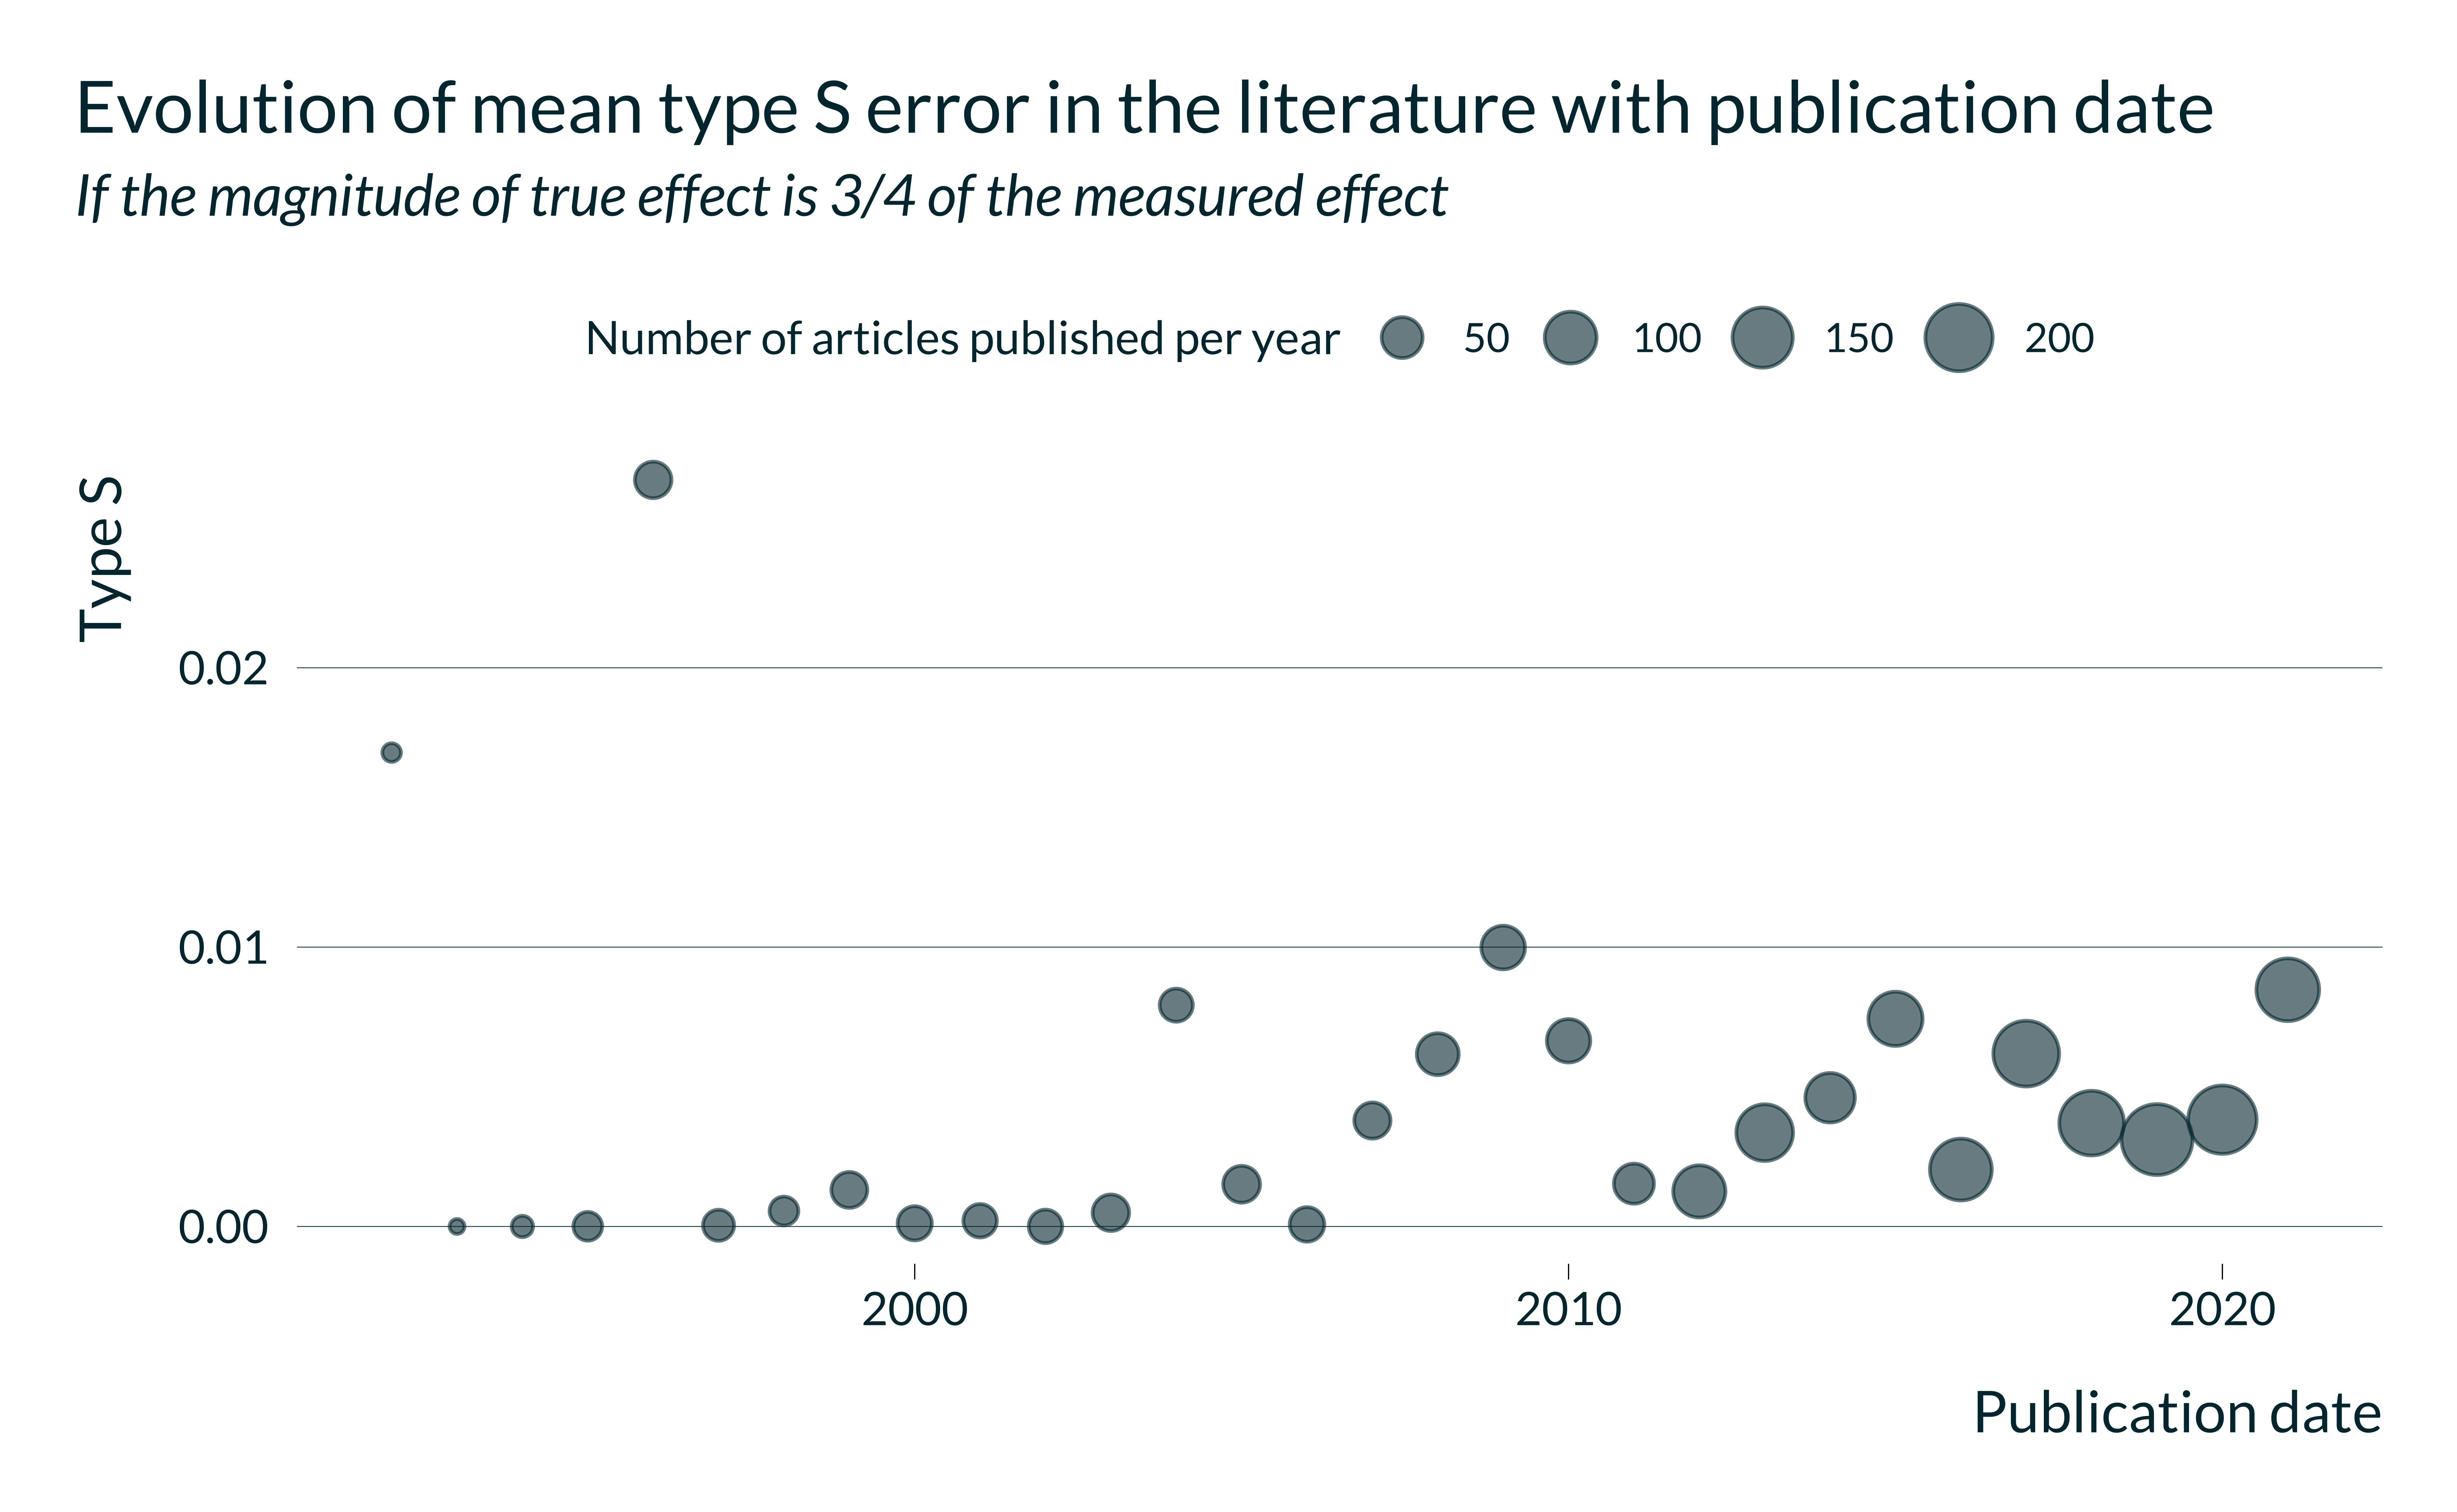 Evolution of mean type S error in the literature with publication date
If the magnitude of true effect is 3/4 of the measured effect
Number of articles published per year 50 100 150 200
Type S
0.02
0.01
0.00
2000 2010 2020
Publication date